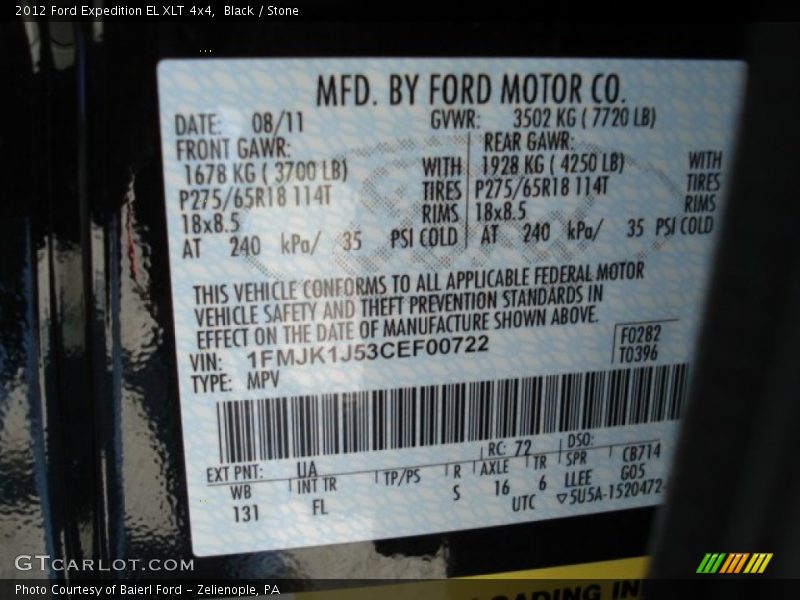 2012 Ford Expedition EL XLT 4x4, Black / Stone
MFD. BY FORD MOTOR CO.
DATE: 08/11 GVWR: 3502 KG ( 7720 LB)
FRONT GAWR: REAR GAWR:
1678 KG ( 3700 LB) WITH 1928 KG ( 4250 LB) WITH
P275/65R18 114T TIRES P275/65R18 114T TIRES
18x8.5 RIMS 18x8.5 RIMS
AT 240 kPa/ 35 PSI COLD AT 240 kPa/ 35 PSI COLD
THIS VEHICLE CONFORMS TO ALL APPLICABLE FEDERAL MOTOR
VEHICLE SAFETY AND THEFT PREVENTION STANDARDS IN
EFFECT ON THE DATE OF MANUFACTURE SHOWN ABOVE.
VIN: 1FMJK1J53CEF00722 F0282
TYPE: MPV T0396
EXT PNT: UA RC: 72 DSO:
WB INT TR TP/PS R AXLE TR SPR CB714
131 FL S 16 6 LLEE G05
UTC ▽5U5A-1520472-
LOADING IN
GTCARLOT.COM
Photo Courtesy of Baierl Ford - Zelienople, PA